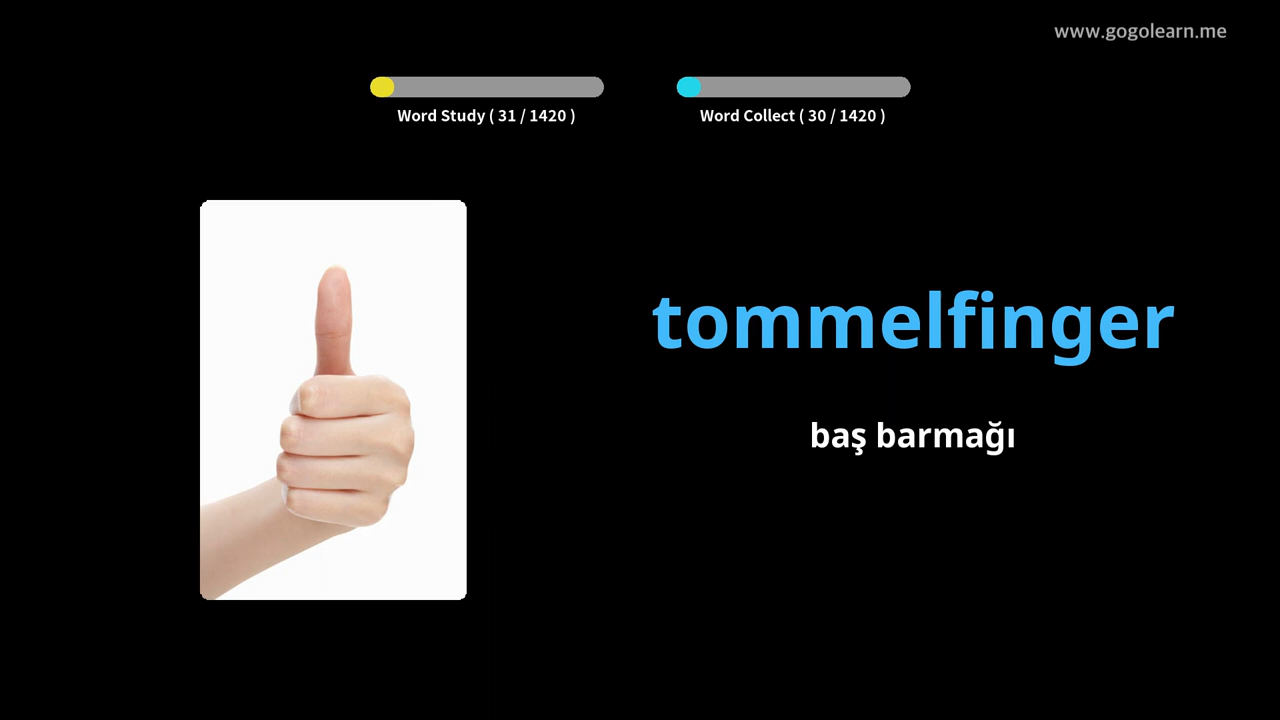 www.gogolearn.me
Word Study ( 31 / 1420 )
Word Collect ( 30 / 1420 )
tommelfinger
baş barmağı